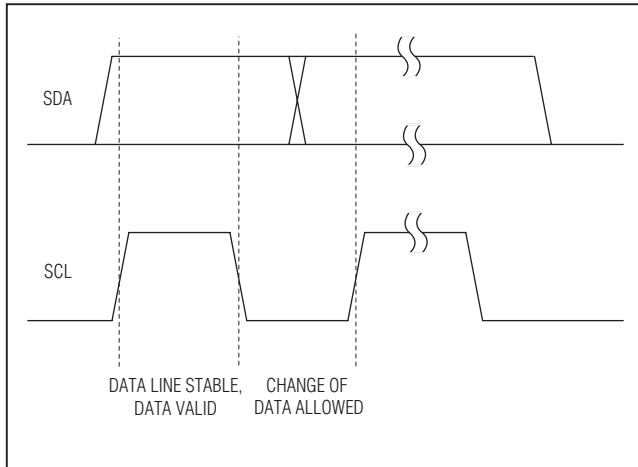 SDA
SCL
DATA LINE STABLE,
DATA VALID
CHANGE OF
DATA ALLOWED